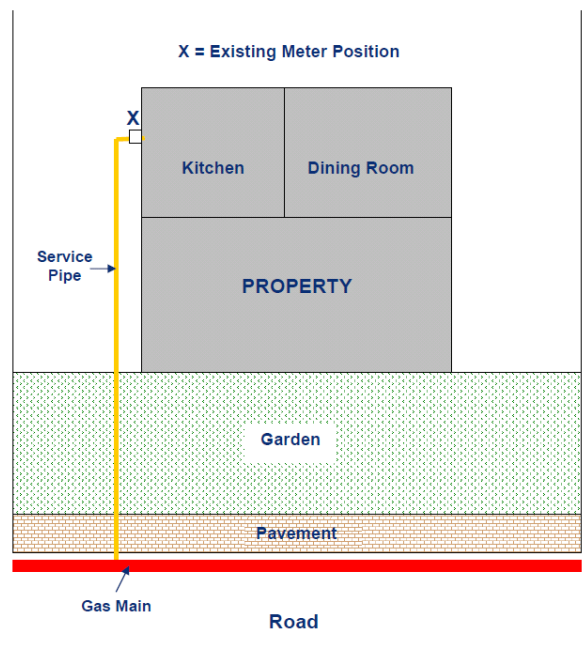 X = Existing Meter Position
X
Kitchen
Dining Room
Service
Pipe
PROPERTY
Garden
Pavement
Gas Main
Road